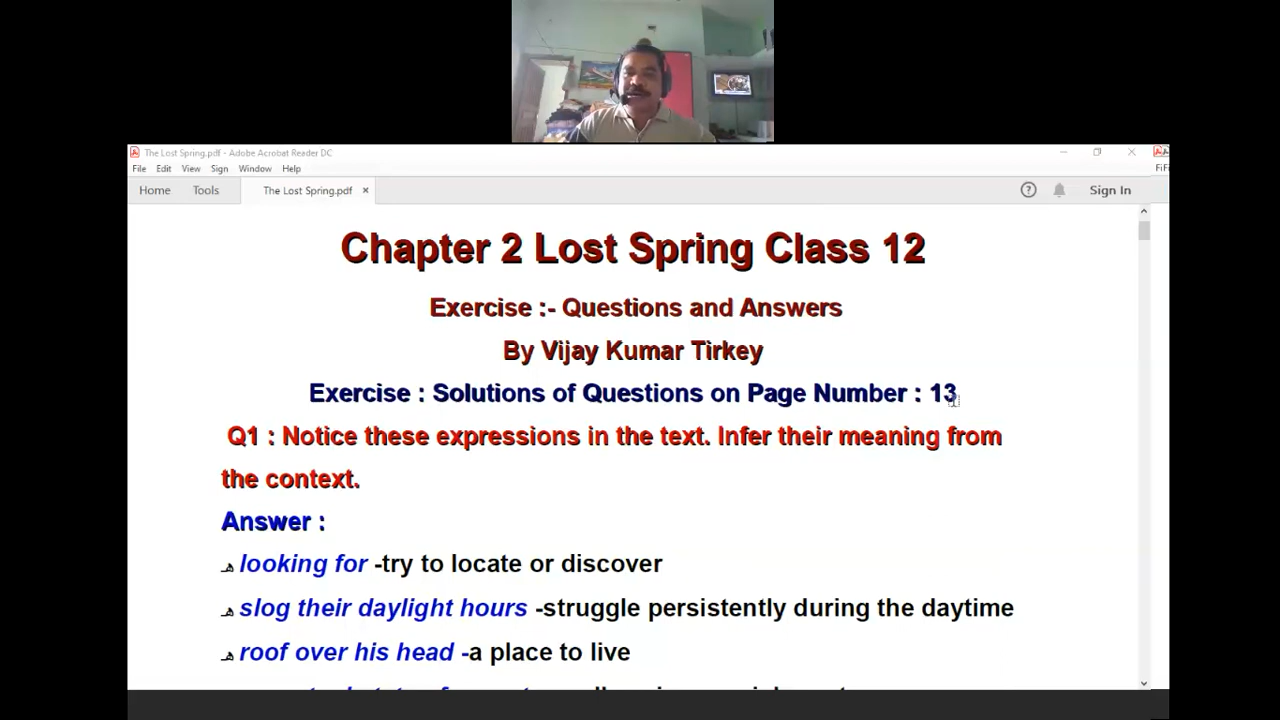 The Lost Spring.pdf - Adobe Acrobat Reader DC
File Edit View Sign Window Help
Home Tools The Lost Spring.pdf × Sign In
Chapter 2 Lost Spring Class 12
Exercise :- Questions and Answers
By Vijay Kumar Tirkey
Exercise : Solutions of Questions on Page Number : 13
Q1 : Notice these expressions in the text. Infer their meaning from
the context.
Answer :
looking for -try to locate or discover
slog their daylight hours -struggle persistently during the daytime
roof over his head -a place to live